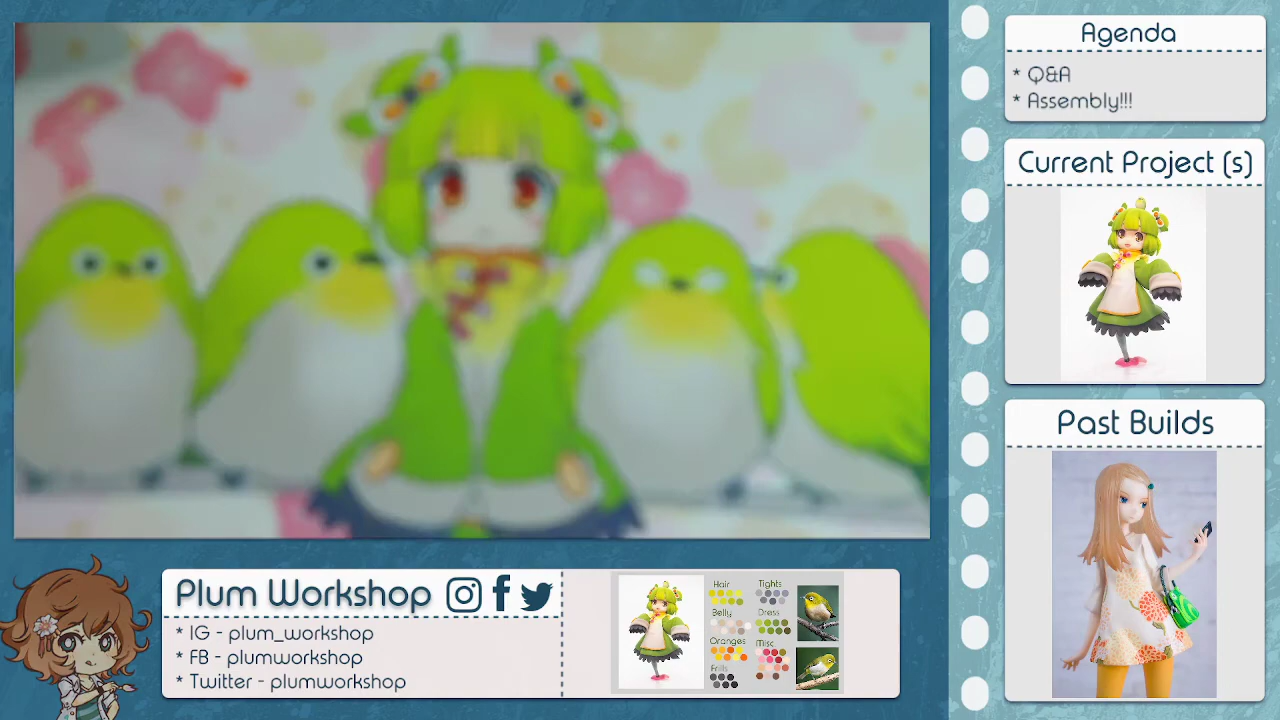 Agenda
* Q&A
* Assembly!!!
Current Project (s)
Past Builds
Plum Workshop
* IG - plum_workshop
* FB - plumworkshop
* Twitter - plumworkshop
Hair
Tights
Belly
Dress
Oranges
Misc
Frills